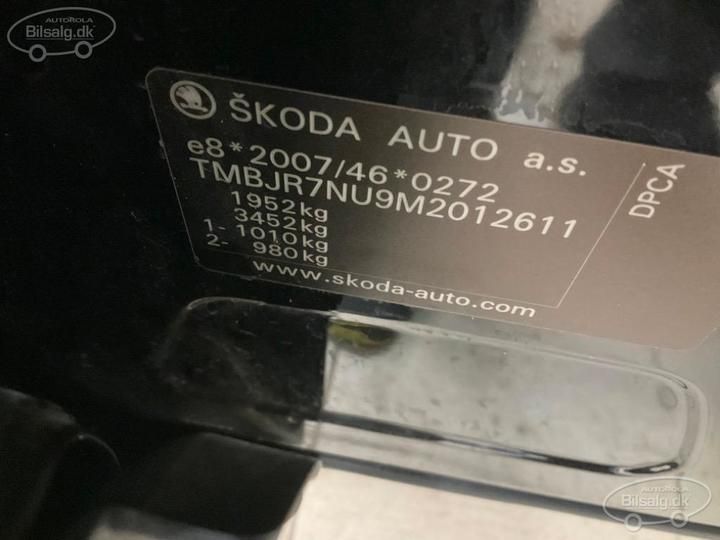 AUTOROLA
Bilsalg.dk
ŠKODA AUTO a.s.
e8*2007/46*0272
TMBJR7NU9M2012611
1952kg
3452kg
1- 1010kg
2- 980kg
www.skoda-auto.com
DPCA
AUTOROLA
Bilsalg.dk